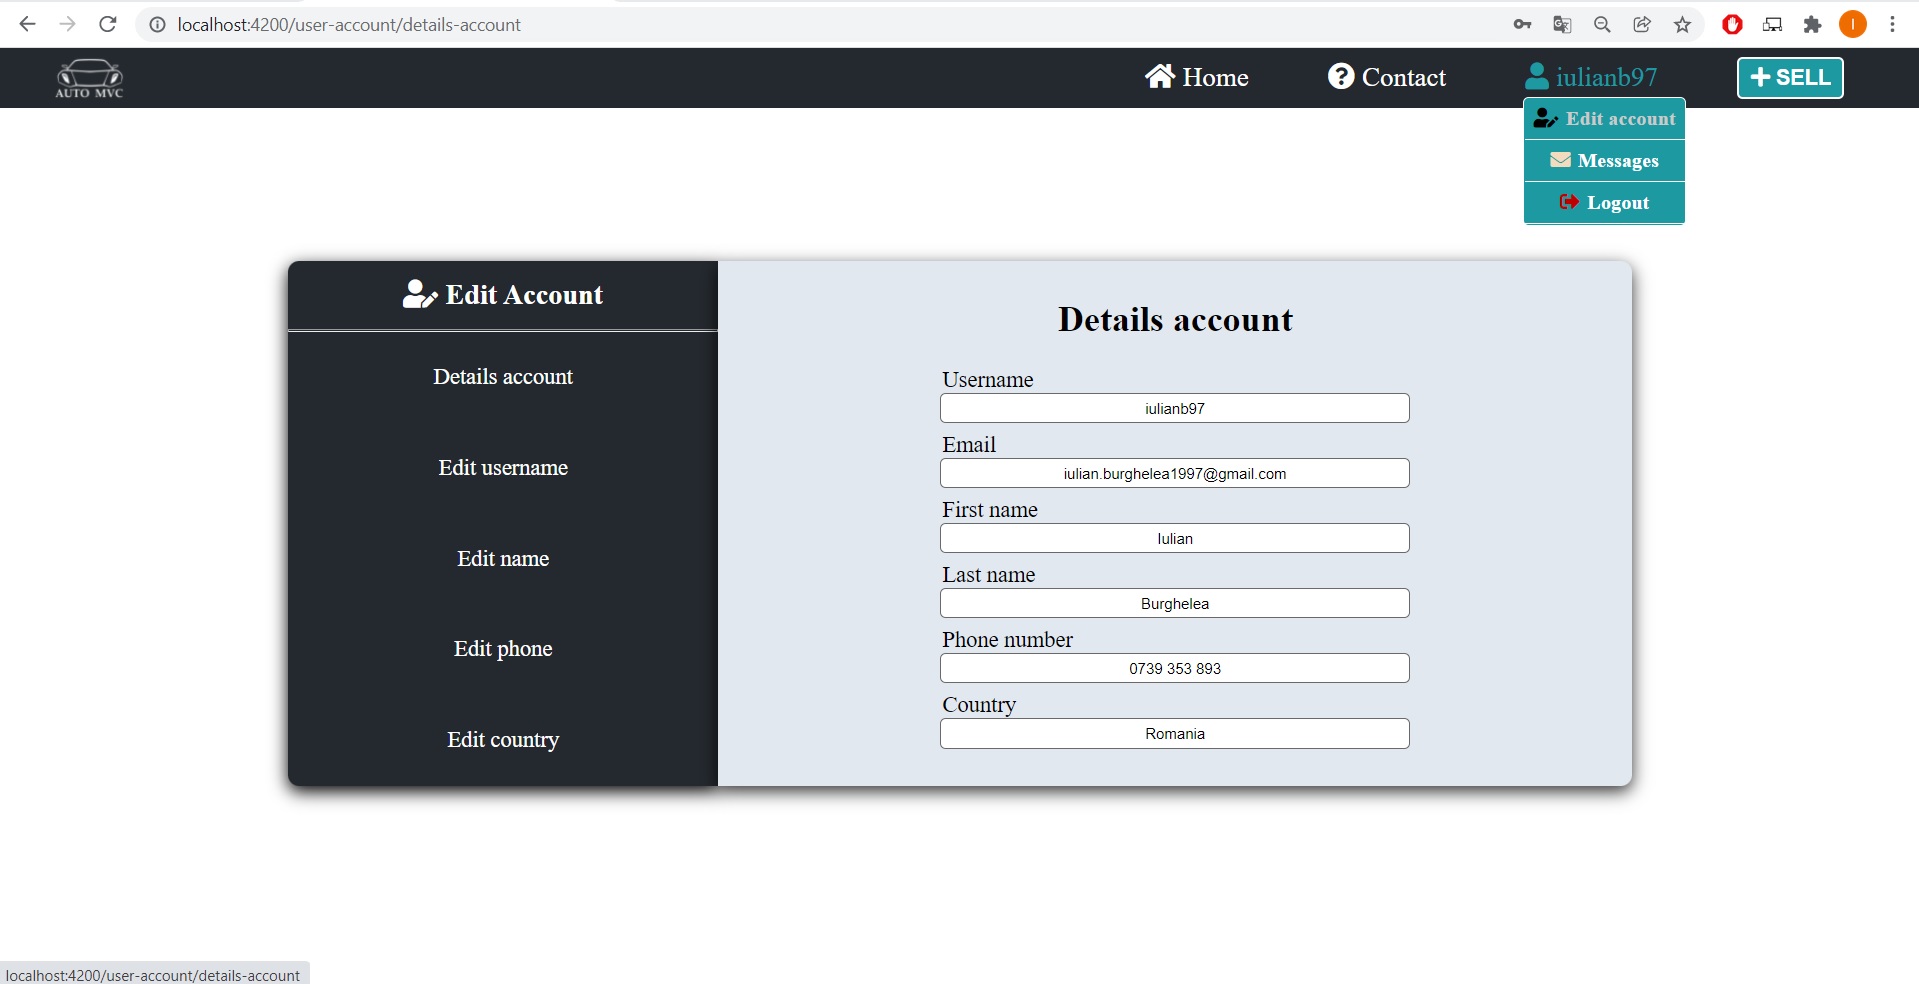 localhost:4200/user-account/details-account
I
AUTO MVC
Home
Contact
iulianb97
SELL
Edit account
Messages
Logout
Edit Account
Details account
Edit username
Edit name
Edit phone
Edit country
Details account
Username
iulianb97
Email
iulian.burghelea1997@gmail.com
First name
Iulian
Last name
Burghelea
Phone number
0739 353 893
Country
Romania
localhost:4200/user-account/details-account